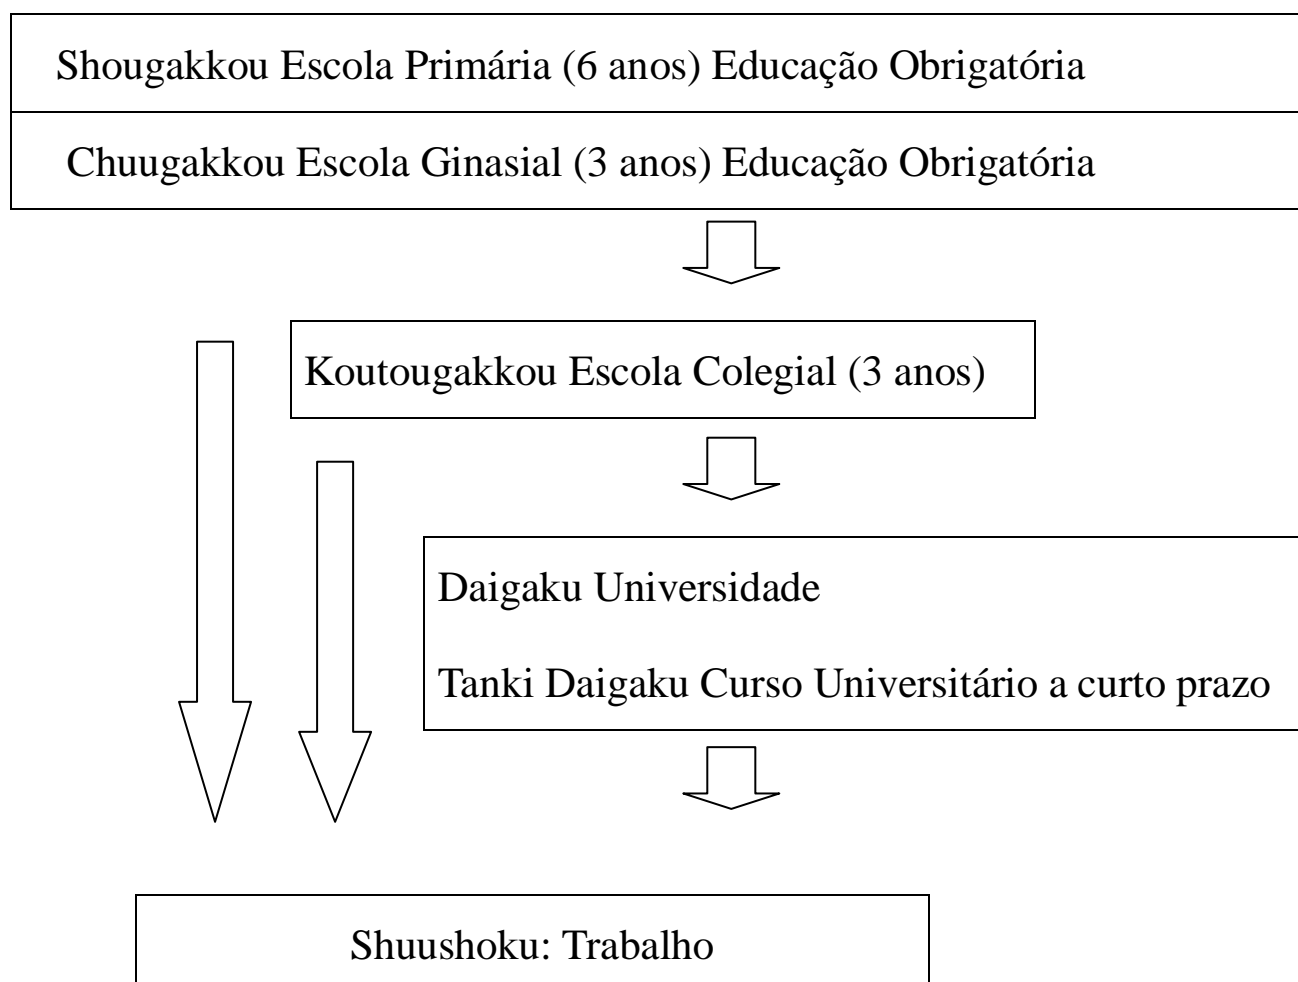 Shougakkou Escola Primária (6 anos) Educação Obrigatória
Chuugakkou Escola Ginasial (3 anos) Educação Obrigatória
Koutougakkou Escola Colegial (3 anos)
Daigaku Universidade
Tanki Daigaku Curso Universitário a curto prazo
Shuushoku: Trabalho